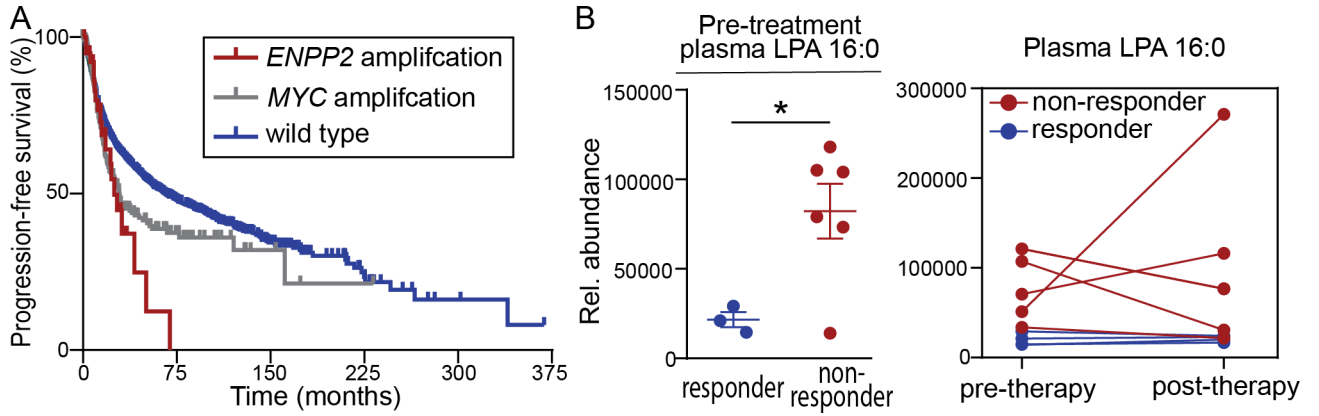 A
Progression-free survival (%)
100
50
0
ENPP2 amplifcation
MYC amplifcation
wild type
0 75 150 225 300 375
Time (months)
B
Pre-treatment
plasma LPA 16:0
Rel. abundance
150000
100000
50000
0
*
responder
non-
responder
Plasma LPA 16:0
300000
200000
100000
0
non-responder
responder
pre-therapy post-therapy